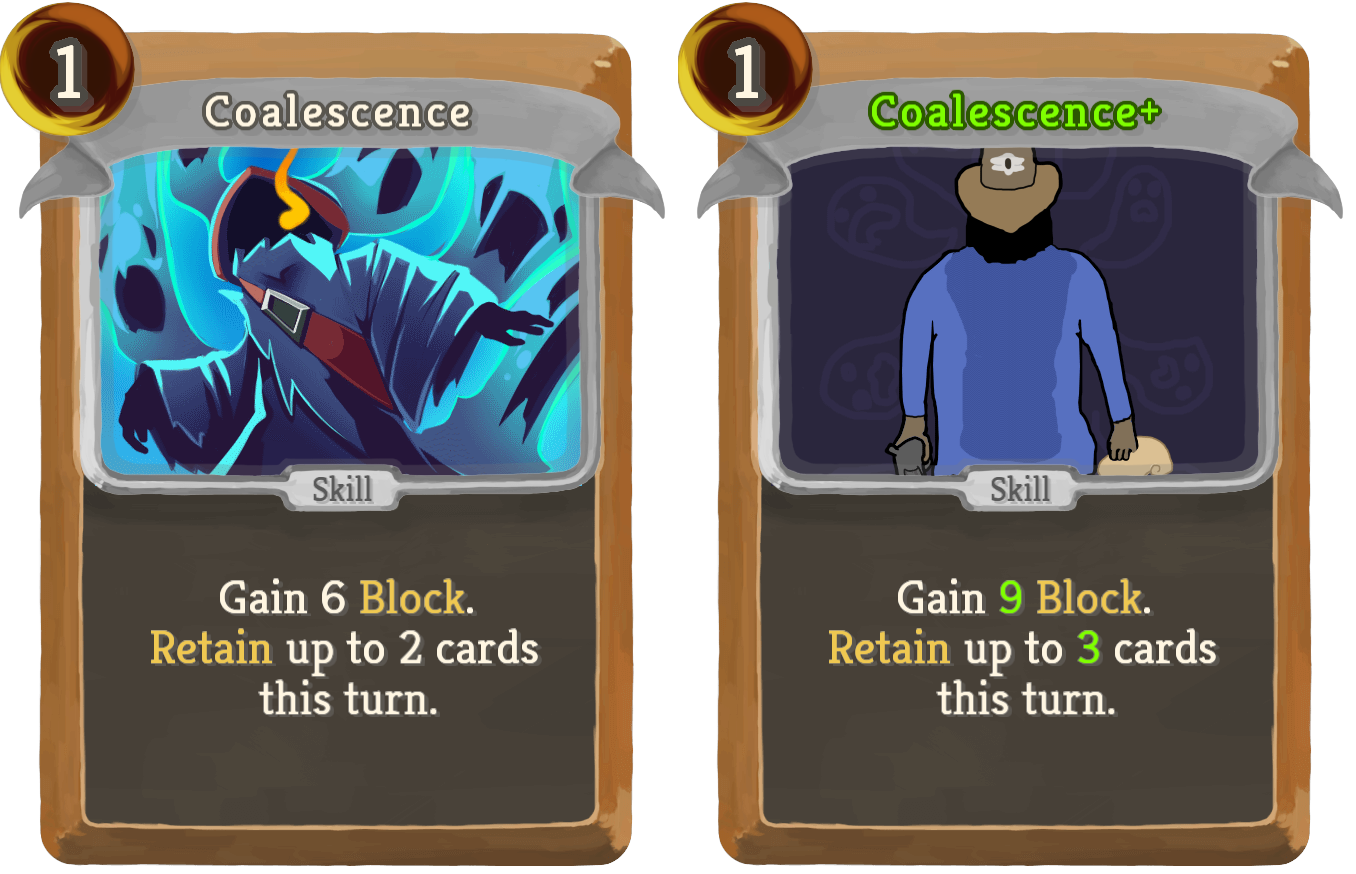 1
Coalescence
Skill
Gain 6 Block.
Retain up to 2 cards
this turn.
1
Coalescence+
Skill
Gain 9 Block.
Retain up to 3 cards
this turn.